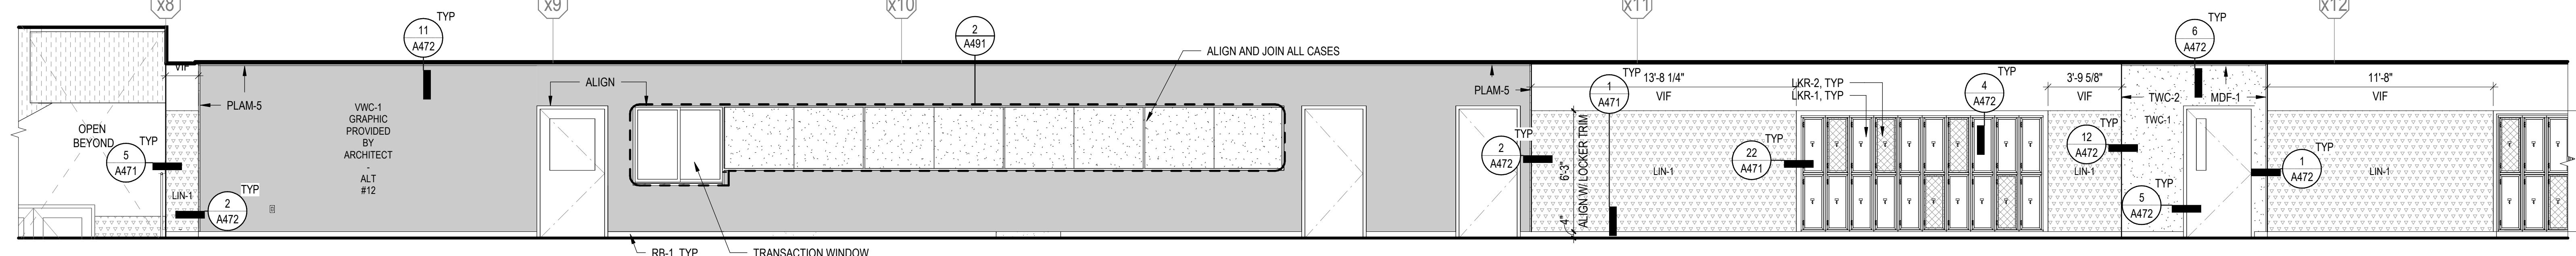 x8
x9
x10
x11
x12
11
A472
TYP
2
A491
ALIGN AND JOIN ALL CASES
6
A472
TYP
VIF
PLAM-5
ALIGN
VWC-1
GRAPHIC
PROVIDED
BY
ARCHITECT
-
ALT
#12
OPEN
BEYOND
5
A471
TYP
LIN-1
2
A472
TYP
RB-1, TYP
TRANSACTION WINDOW
PLAM-5
2
A472
TYP
13'-8 1/4"
VIF
1
A471
TYP
6'-3"
4"
ALIGN W/ LOCKER TRIM
LIN-1
LKR-2, TYP
LKR-1, TYP
22
A471
TYP
4
A472
TYP
3'-9 5/8"
VIF
LIN-1
12
A472
TYP
TWC-2
MDF-1
TWC-1
5
A472
TYP
1
A472
TYP
11'-8"
VIF
LIN-1